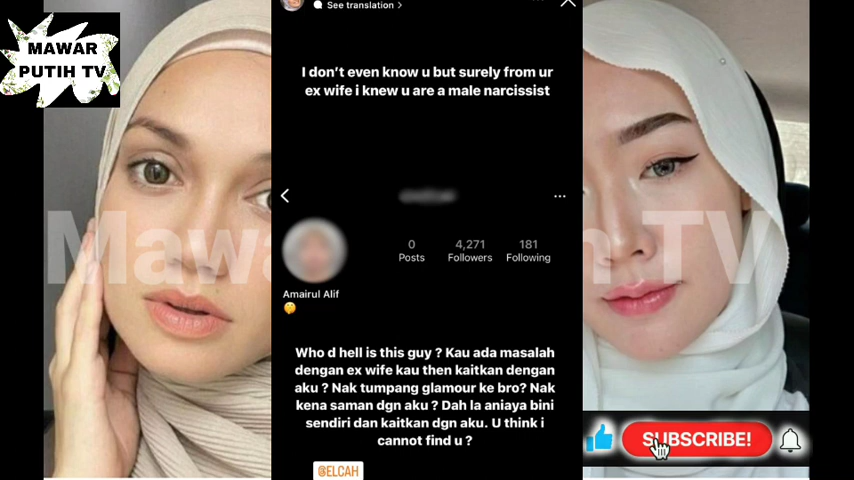 MAWAR
PUTIH TV
See translation >
I don't even know u but surely from ur
ex wife i knew u are a male narcissist
0
4,271
181
Posts
Followers
Following
Amairul Alif
Who d hell is this guy ? Kau ada masalah
dengan ex wife kau then kaitkan dengan
aku ? Nak tumpang glamour ke bro? Nak
kena saman dgn aku ? Dah la aniaya bini
sendiri dan kaitkan dgn aku. U think i
cannot find u ?
@ELCAH
SUBSCRIBE!